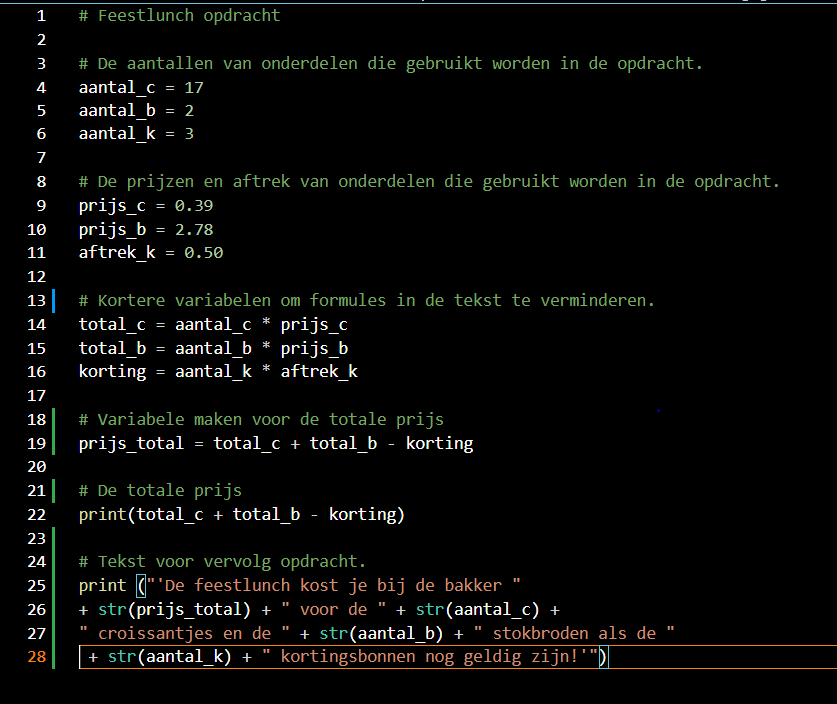 1 # Feestlunch opdracht
2
3 # De aantallen van onderdelen die gebruikt worden in de opdracht.
4 aantal_c = 17
5 aantal_b = 2
6 aantal_k = 3
7
8 # De prijzen en aftrek van onderdelen die gebruikt worden in de opdracht.
9 prijs_c = 0.39
10 prijs_b = 2.78
11 aftrek_k = 0.50
12
13 # Kortere variabelen om formules in de tekst te verminderen.
14 total_c = aantal_c * prijs_c
15 total_b = aantal_b * prijs_b
16 korting = aantal_k * aftrek_k
17
18 # Variabele maken voor de totale prijs
19 prijs_total = total_c + total_b - korting
20
21 # De totale prijs
22 print(total_c + total_b - korting)
23
24 # Tekst voor vervolg opdracht.
25 print ("'De feestlunch kost je bij de bakker "
26 + str(prijs_total) + " voor de " + str(aantal_c) +
27 " croissantjes en de " + str(aantal_b) + " stokbroden als de "
28 + str(aantal_k) + " kortingsbonnen nog geldig zijn!'")